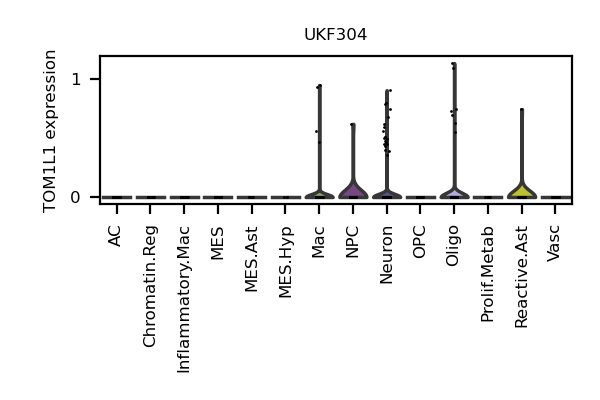 UKF304
TOM1L1 expression
1
0
AC
Chromatin.Reg
Inflammatory.Mac
MES
MES.Ast
MES.Hyp
Mac
NPC
Neuron
OPC
Oligo
Prolif.Metab
Reactive.Ast
Vasc